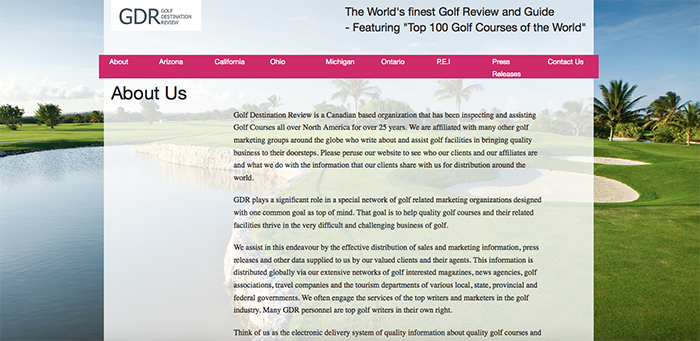 GDR GOLF
DESTINATION
REVIEW
The World's finest Golf Review and Guide
- Featuring "Top 100 Golf Courses of the World"
About Arizona California Ohio Michigan Ontario P.E.I Press Releases Contact Us
About Us
Golf Destination Review is a Canadian based organization that has been inspecting and assisting
Golf Courses all over North America for over 25 years. We are affiliated with many other golf
marketing groups around the globe who write about and assist golf facilities in bringing quality
business to their doorsteps. Please peruse our website to see who our clients and our affiliates are
and what we do with the information that our clients share with us for distribution around the
world.
GDR plays a significant role in a special network of golf related marketing organizations designed
with one common goal as top of mind. That goal is to help quality golf courses and their related
facilities thrive in the very difficult and challenging business of golf.
We assist in this endeavour by the effective distribution of sales and marketing information, press
releases and other data supplied to us by our valued clients and their agents. This information is
distributed globally via our extensive networks of golf interested magazines, news agencies, golf
associations, travel companies and the tourism departments of various local, state, provincial and
federal governments. We often engage the services of the top writers and marketers in the golf
industry. Many GDR personnel are top golf writers in their own right.
Think of us as the electronic delivery system of quality information about quality golf courses and